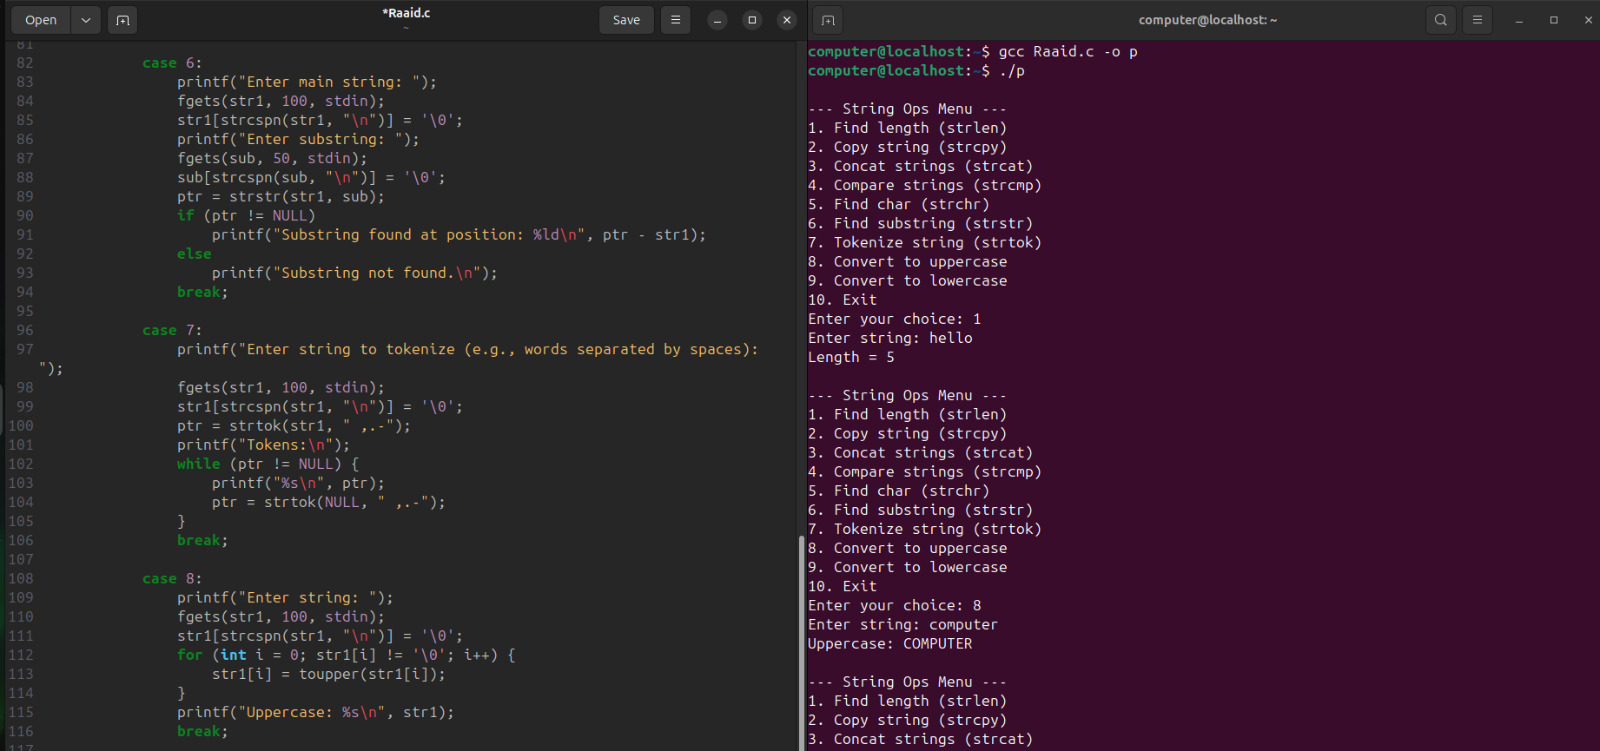 Open
*Raaid.c
~
Save
81
82 case 6:
83 printf("Enter main string: ");
84 fgets(str1, 100, stdin);
85 str1[strcspn(str1, "\n")] = '\0';
86 printf("Enter substring: ");
87 fgets(sub, 50, stdin);
88 sub[strcspn(sub, "\n")] = '\0';
89 ptr = strstr(str1, sub);
90 if (ptr != NULL)
91 printf("Substring found at position: %ld\n", ptr - str1);
92 else
93 printf("Substring not found.\n");
94 break;
95
96 case 7:
97 printf("Enter string to tokenize (e.g., words separated by spaces):
");
98 fgets(str1, 100, stdin);
99 str1[strcspn(str1, "\n")] = '\0';
100 ptr = strtok(str1, " ,.-");
101 printf("Tokens:\n");
102 while (ptr != NULL) {
103 printf("%s\n", ptr);
104 ptr = strtok(NULL, " ,.-");
105 }
106 break;
107
108 case 8:
109 printf("Enter string: ");
110 fgets(str1, 100, stdin);
111 str1[strcspn(str1, "\n")] = '\0';
112 for (int i = 0; str1[i] != '\0'; i++) {
113 str1[i] = toupper(str1[i]);
114 }
115 printf("Uppercase: %s\n", str1);
116 break;
117
computer@localhost: ~
computer@localhost:~$ gcc Raaid.c -o p
computer@localhost:~$ ./p
--- String Ops Menu ---
1. Find length (strlen)
2. Copy string (strcpy)
3. Concat strings (strcat)
4. Compare strings (strcmp)
5. Find char (strchr)
6. Find substring (strstr)
7. Tokenize string (strtok)
8. Convert to uppercase
9. Convert to lowercase
10. Exit
Enter your choice: 1
Enter string: hello
Length = 5
--- String Ops Menu ---
1. Find length (strlen)
2. Copy string (strcpy)
3. Concat strings (strcat)
4. Compare strings (strcmp)
5. Find char (strchr)
6. Find substring (strstr)
7. Tokenize string (strtok)
8. Convert to uppercase
9. Convert to lowercase
10. Exit
Enter your choice: 8
Enter string: computer
Uppercase: COMPUTER
--- String Ops Menu ---
1. Find length (strlen)
2. Copy string (strcpy)
3. Concat strings (strcat)